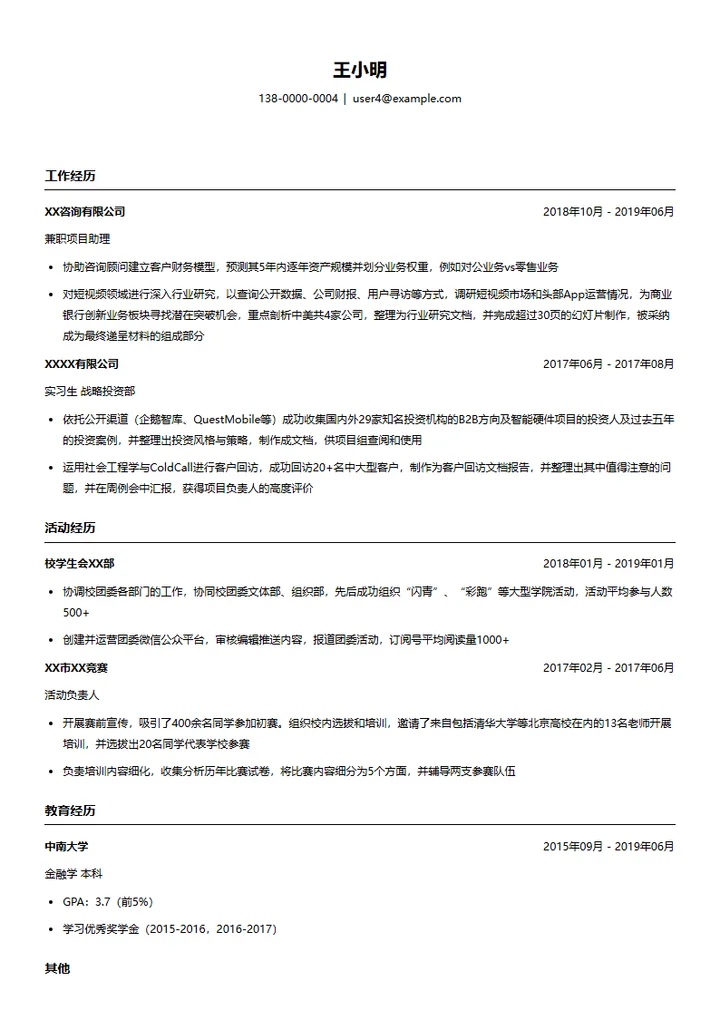 王小明
138-0000-0004 | user4@example.com
工作经历
XX咨询有限公司 2018年10月 - 2019年06月
兼职项目助理
• 协助咨询顾问建立客户财务模型，预测其5年内逐年资产规模并划分业务权重，例如对公业务vs零售业务
• 对短视频领域进行深入行业研究，以查询公开数据、公司财报、用户寻访等方式，调研短视频市场和头部App运营情况，为商业
银行创新业务板块寻找潜在突破机会，重点剖析中美共4家公司，整理为行业研究文档，并完成超过30页的幻灯片制作，被采纳
成为最终递呈材料的组成部分
XXXX有限公司 2017年06月 - 2017年08月
实习生 战略投资部
• 依托公开渠道（企鹅智库、QuestMobile等）成功收集国内外29家知名投资机构的B2B方向及智能硬件项目的投资人及过去五年
的投资案例，并整理出投资风格与策略，制作成文档，供项目组查阅和使用
• 运用社会工程学与ColdCall进行客户回访，成功回访20+名中大型客户，制作为客户回访文档报告，并整理出其中值得注意的问
题，并在周例会中汇报，获得项目负责人的高度评价
活动经历
校学生会XX部 2018年01月 - 2019年01月
• 协调校团委各部门的工作，协同校团委文体部、组织部，先后成功组织“闪青”、“彩跑”等大型学院活动，活动平均参与人数
500+
• 创建并运营团委微信公众平台，审核编辑推送内容，报道团委活动，订阅号平均阅读量1000+
XX市XX竞赛 2017年02月 - 2017年06月
活动负责人
• 开展赛前宣传，吸引了400余名同学参加初赛。组织校内选拔和培训，邀请了来自包括清华大学等北京高校在内的13名老师开展
培训，并选拔出20名同学代表学校参赛
• 负责培训内容细化，收集分析历年比赛试卷，将比赛内容细分为5个方面，并辅导两支参赛队伍
教育经历
中南大学 2015年09月 - 2019年06月
金融学 本科
• GPA：3.7（前5%）
• 学习优秀奖学金（2015-2016，2016-2017）
其他